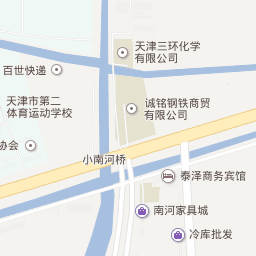 天津三环化学
有限公司
百世快递
天津市第二
体育运动学校
诚铭钢铁商贸
有限公司
协会
小南河桥
泰泽商务宾馆
南河家具城
冷库批发